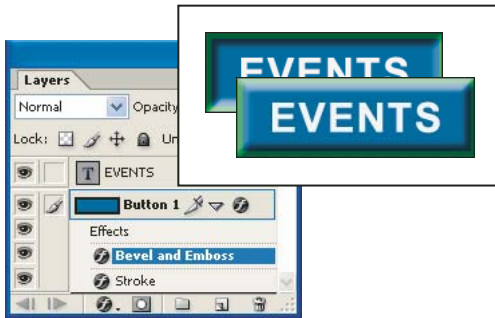 EVENTS
EVENTS
Layers
Normal
Opacity
Lock:
EVENTS
Button 1
Effects
Bevel and Emboss
Stroke